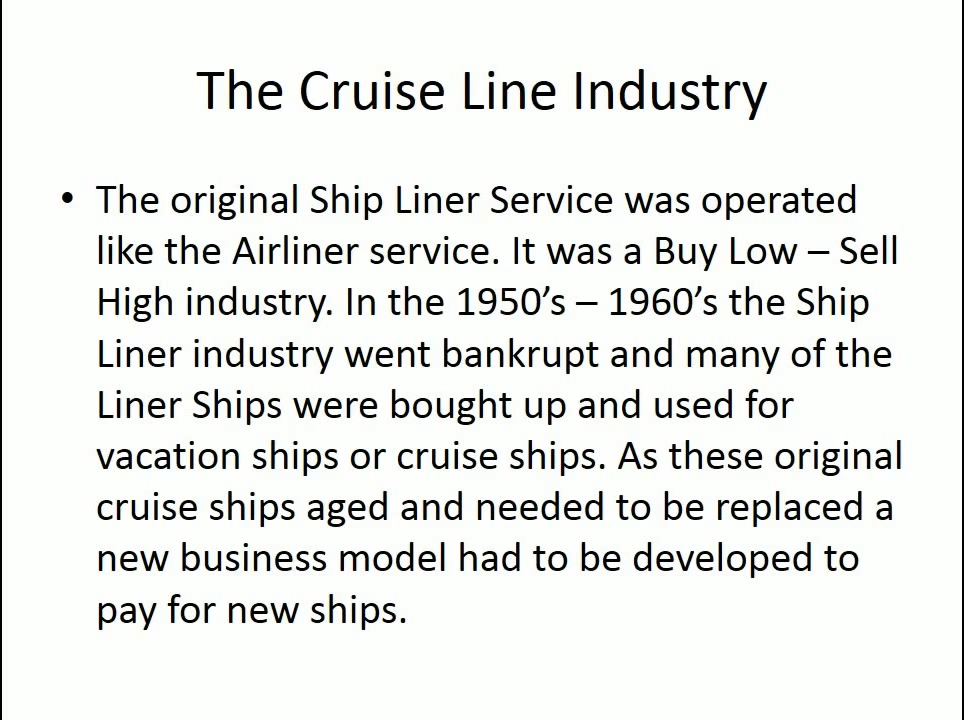 The Cruise Line Industry
• The original Ship Liner Service was operated
like the Airliner service. It was a Buy Low – Sell
High industry. In the 1950’s – 1960’s the Ship
Liner industry went bankrupt and many of the
Liner Ships were bought up and used for
vacation ships or cruise ships. As these original
cruise ships aged and needed to be replaced a
new business model had to be developed to
pay for new ships.